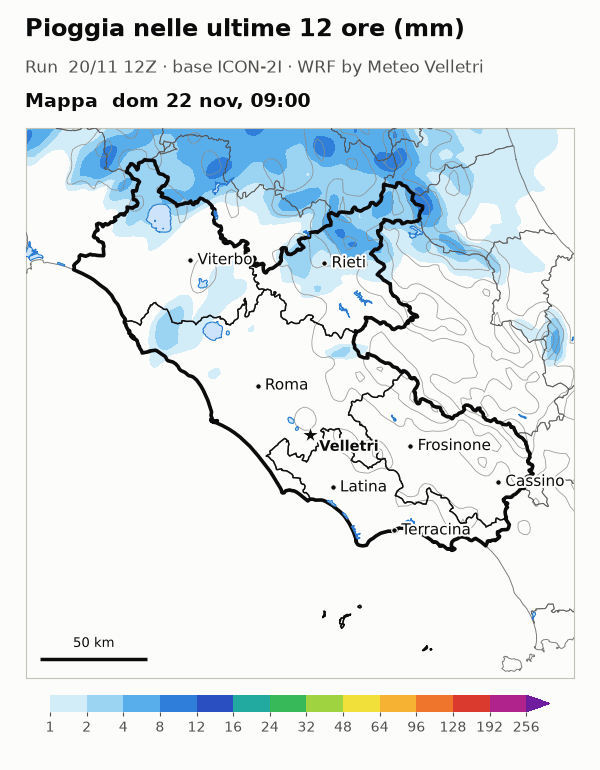 Pioggia nelle ultime 12 ore (mm)
Run  20/11 12Z · base ICON-2I · WRF by Meteo Velletri
Mappa  dom 22 nov, 09:00
Viterbo
Rieti
Roma
Velletri
Frosinone
Latina
Cassino
Terracina
50 km
1 2 4 8 12 16 24 32 48 64 96 128 192 256